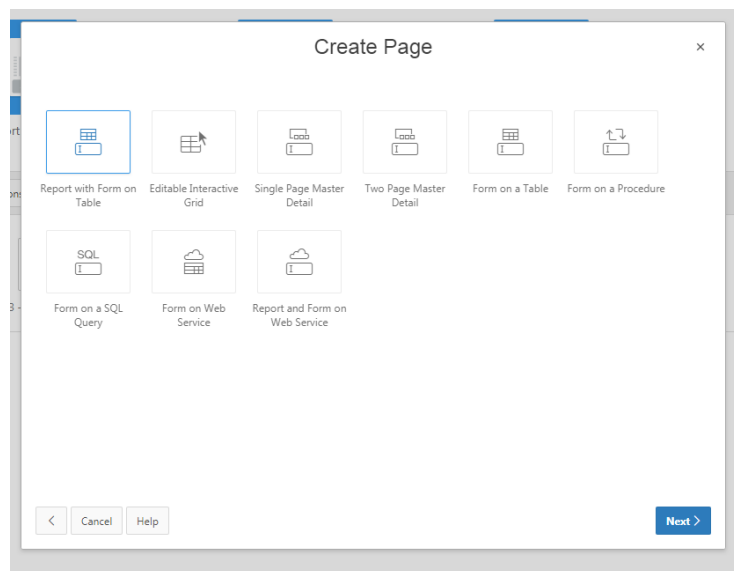 Create Page
×
Report with Form on
Table
Editable Interactive
Grid
Single Page Master
Detail
Two Page Master
Detail
Form on a Table
Form on a Procedure
SQL
Form on a SQL
Query
Form on Web
Service
Report and Form on
Web Service
Cancel
Help
Next